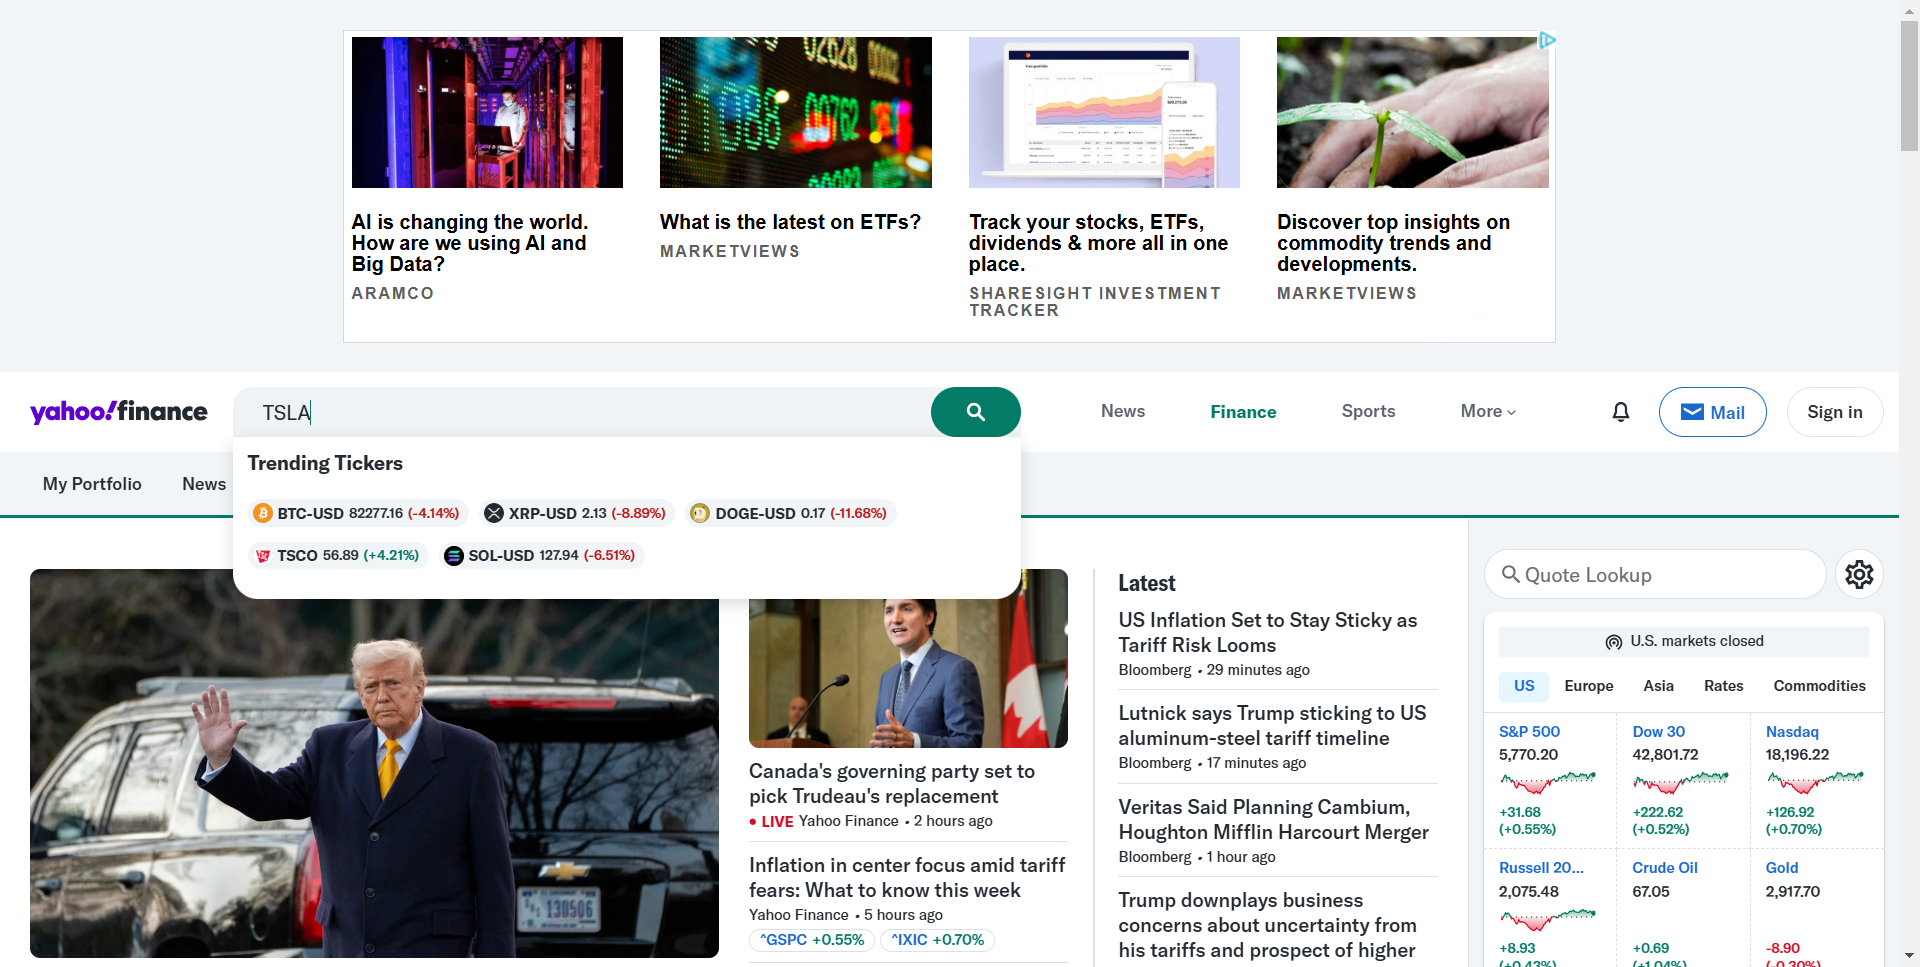 AI is changing the world.
How are we using AI and
Big Data?
ARAMCO
What is the latest on ETFs?
MARKETVIEWS
Track your stocks, ETFs,
dividends & more all in one
place.
SHARESIGHT INVESTMENT
TRACKER
Discover top insights on
commodity trends and
developments.
MARKETVIEWS
yahoo!finance
TSLA
News
Finance
Sports
More
Mail
Sign in
My Portfolio
News
Trending Tickers
BTC-USD 82277.16 (-4.14%)
XRP-USD 2.13 (-8.89%)
DOGE-USD 0.17 (-11.68%)
TSCO 56.89 (+4.21%)
SOL-USD 127.94 (-6.51%)
130506
Canada's governing party set to
pick Trudeau's replacement
• LIVE Yahoo Finance • 2 hours ago
Inflation in center focus amid tariff
fears: What to know this week
Yahoo Finance • 5 hours ago
^GSPC +0.55%
^IXIC +0.70%
Latest
US Inflation Set to Stay Sticky as
Tariff Risk Looms
Bloomberg • 29 minutes ago
Lutnick says Trump sticking to US
aluminum-steel tariff timeline
Bloomberg • 17 minutes ago
Veritas Said Planning Cambium,
Houghton Mifflin Harcourt Merger
Bloomberg • 1 hour ago
Trump downplays business
concerns about uncertainty from
his tariffs and prospect of higher
Quote Lookup
U.S. markets closed
US
Europe
Asia
Rates
Commodities
S&P 500
5,770.20
+31.68
(+0.55%)
Dow 30
42,801.72
+222.62
(+0.52%)
Nasdaq
18,196.22
+126.92
(+0.70%)
Russell 20...
2,075.48
+8.93
(+0.43%)
Crude Oil
67.05
+0.69
(+1.04%)
Gold
2,917.70
-8.90
(-0.30%)